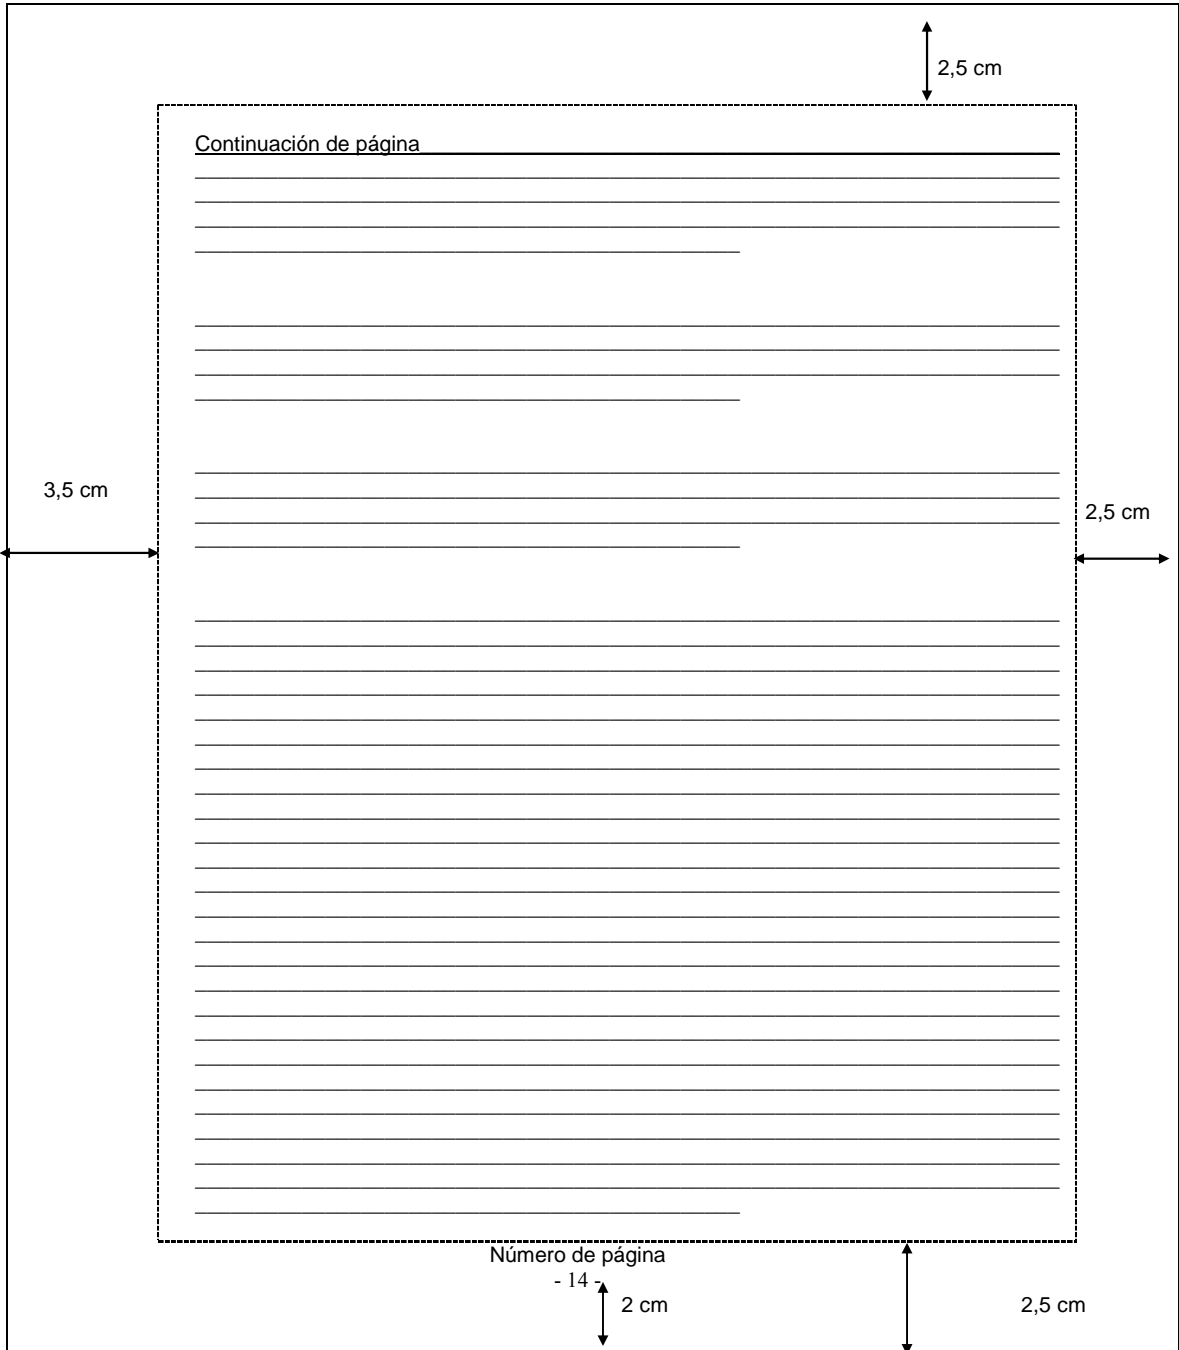 2,5 cm
Continuación de página
3,5 cm
2,5 cm
Número de página
- 14 -
2 cm
2,5 cm